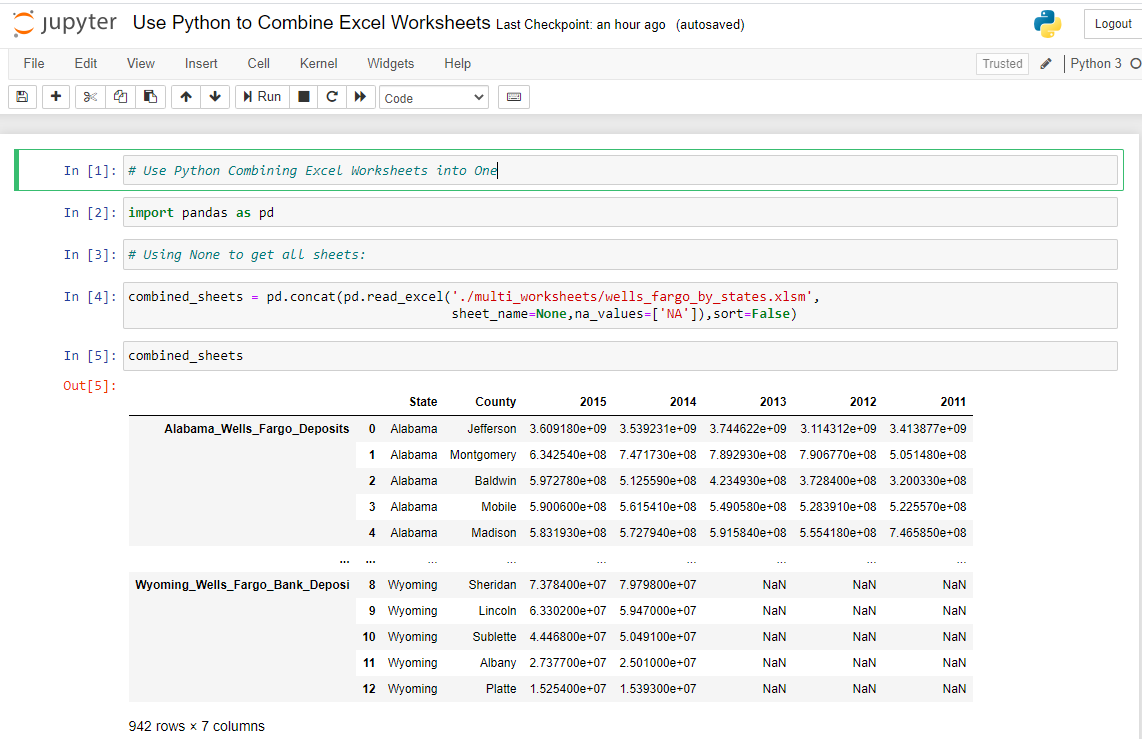 jupyter Use Python to Combine Excel Worksheets Last Checkpoint: an hour ago (autosaved) Logout
File Edit View Insert Cell Kernel Widgets Help Trusted Python 3
Run Code
In [1]: # Use Python Combining Excel Worksheets into One
In [2]: import pandas as pd
In [3]: # Using None to get all sheets:
In [4]: combined_sheets = pd.concat(pd.read_excel('./multi_worksheets/wells_fargo_by_states.xlsm',
sheet_name=None,na_values=['NA']),sort=False)
In [5]: combined_sheets
Out[5]:
State County 2015 2014 2013 2012 2011
Alabama_Wells_Fargo_Deposits 0 Alabama Jefferson 3.609180e+09 3.539231e+09 3.744622e+09 3.114312e+09 3.413877e+09
1 Alabama Montgomery 6.342540e+08 7.471730e+08 7.892930e+08 7.906770e+08 5.051480e+08
2 Alabama Baldwin 5.972780e+08 5.125590e+08 4.234930e+08 3.728400e+08 3.200330e+08
3 Alabama Mobile 5.900600e+08 5.615410e+08 5.490580e+08 5.283910e+08 5.225570e+08
4 Alabama Madison 5.831930e+08 5.727940e+08 5.915840e+08 5.554180e+08 7.465850e+08
... ... ... ... ... ... ... ... ...
Wyoming_Wells_Fargo_Bank_Deposi 8 Wyoming Sheridan 7.378400e+07 7.979800e+07 NaN NaN NaN
9 Wyoming Lincoln 6.330200e+07 5.947000e+07 NaN NaN NaN
10 Wyoming Sublette 4.446800e+07 5.049100e+07 NaN NaN NaN
11 Wyoming Albany 2.737700e+07 2.501000e+07 NaN NaN NaN
12 Wyoming Platte 1.525400e+07 1.539300e+07 NaN NaN NaN
942 rows × 7 columns